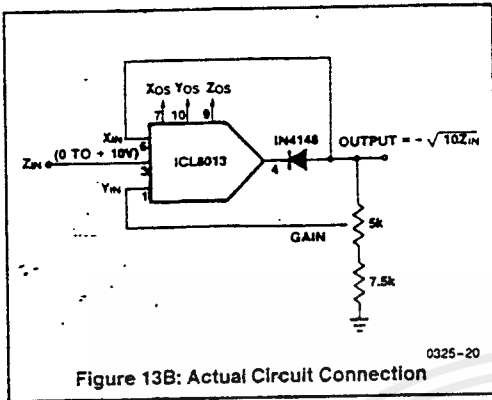 XOS YOS ZOS
7 10 9
XIN
6
IN4148
OUTPUT = - √10ZIN
(0 TO + 10V)
ZIN
3
ICL8013
4
YIN
1
5k
GAIN
7.5k
0325-20
Figure 13B: Actual Circuit Connection